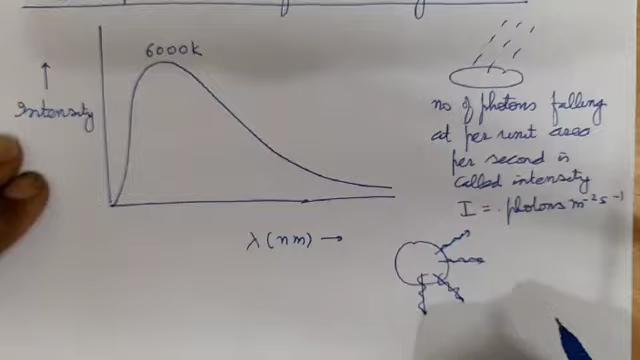 6000k
Intensity
λ (nm) →
no of photons falling
at per unit area
per second is
called intensity
I = photons m⁻² s⁻¹